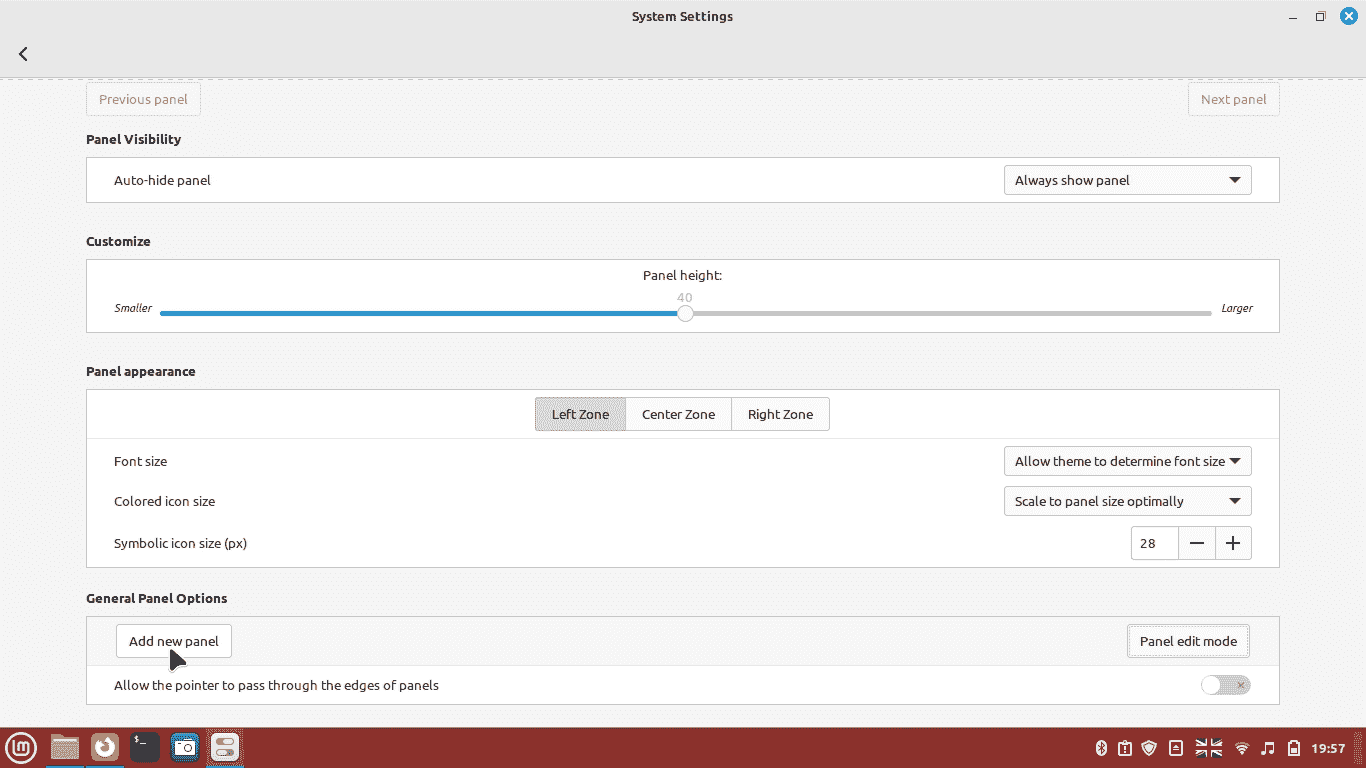 System Settings
Previous panel
Next panel
Panel Visibility
Auto-hide panel
Always show panel
Customize
Panel height:
40
Smaller
Larger
Panel appearance
Left Zone
Center Zone
Right Zone
Font size
Allow theme to determine font size
Colored icon size
Scale to panel size optimally
Symbolic icon size (px)
28
General Panel Options
Add new panel
Panel edit mode
Allow the pointer to pass through the edges of panels
19:57